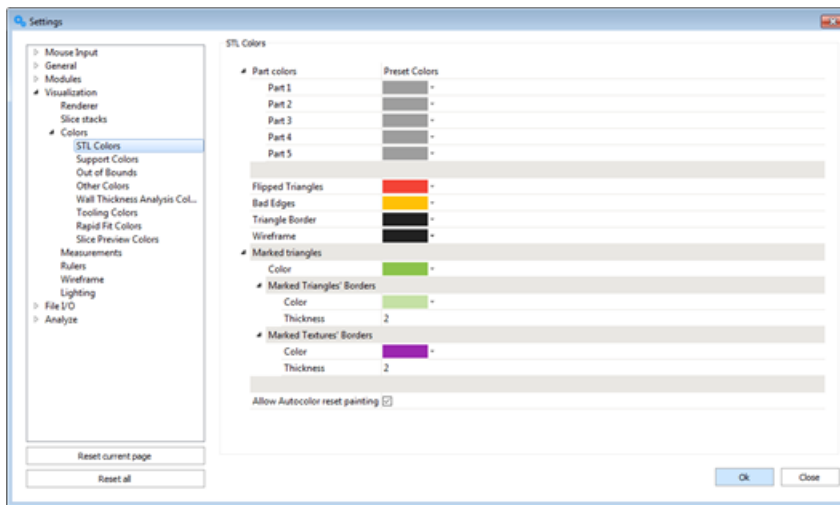 Settings
Mouse Input
General
Modules
Visualization
Renderer
Slice stacks
Colors
STL Colors
Support Colors
Out of Bounds
Other Colors
Wall Thickness Analysis Col...
Tooling Colors
Rapid Fit Colors
Slice Preview Colors
Measurements
Rulers
Wireframe
Lighting
File I/O
Analyze
Reset current page
Reset all
STL Colors
Part colors Preset Colors
Part 1
Part 2
Part 3
Part 4
Part 5
Flipped Triangles
Bad Edges
Triangle Border
Wireframe
Marked triangles
Color
Marked Triangles' Borders
Color
Thickness 2
Marked Textures' Borders
Color
Thickness 2
Allow Autocolor reset painting
Ok Close